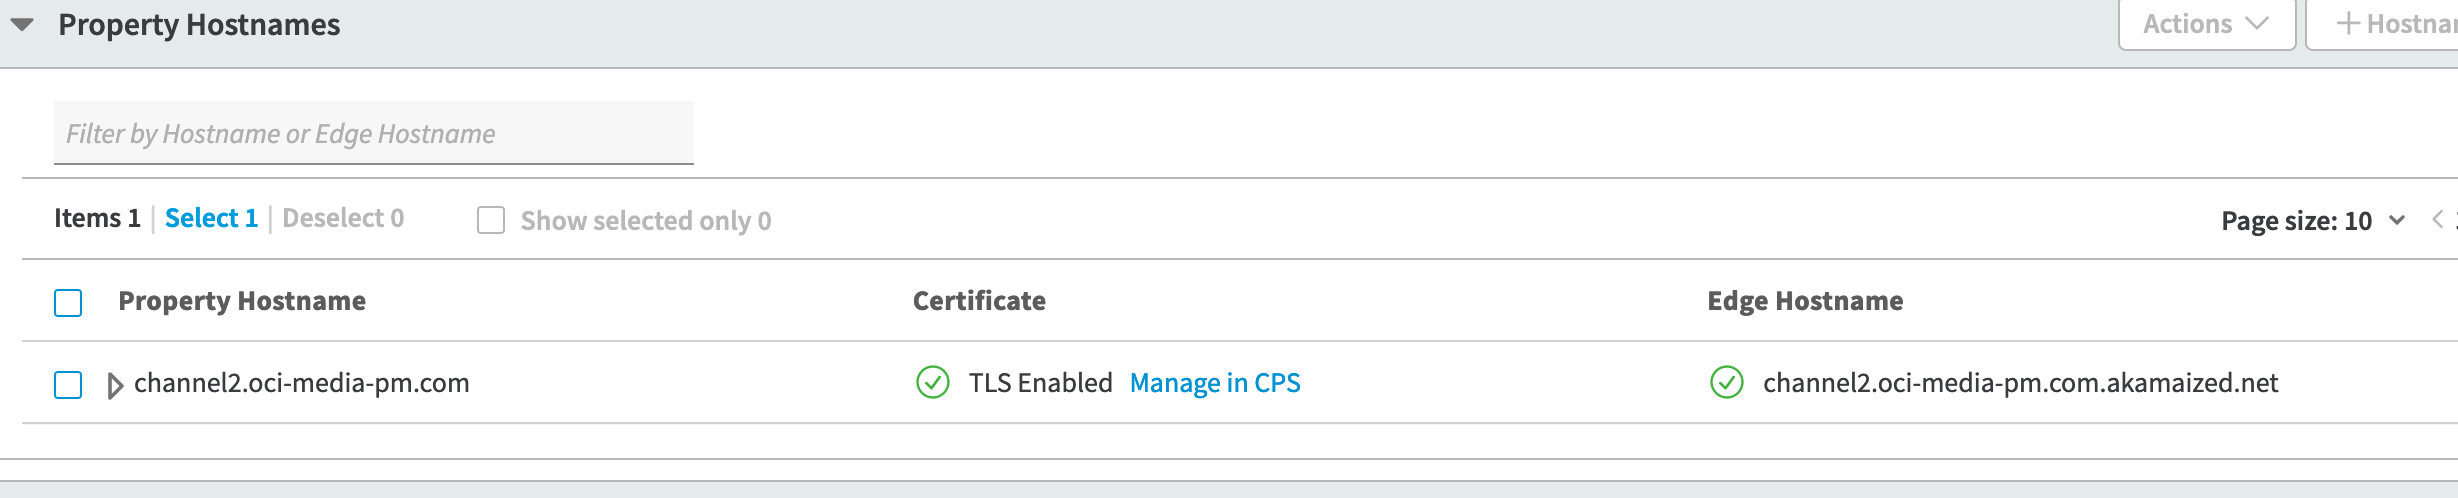 Property Hostnames
Actions
Filter by Hostname or Edge Hostname
Items 1 | Select 1 | Deselect 0 Show selected only 0 Page size: 10
Property Hostname Certificate Edge Hostname
channel2.oci-media-pm.com TLS Enabled Manage in CPS channel2.oci-media-pm.com.akamaized.net